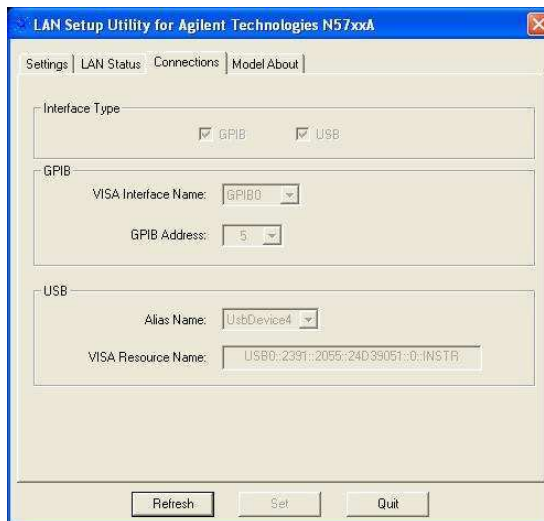 LAN Setup Utility for Agilent Technologies N57xxA
Settings LAN Status Connections Model About
Interface Type
GPIB USB
GPIB
VISA Interface Name: GPIB0
GPIB Address: 5
USB
Alias Name: UsbDevice4
VISA Resource Name: USB0::2391::2055::24D39051::0::INSTR
Refresh Set Quit